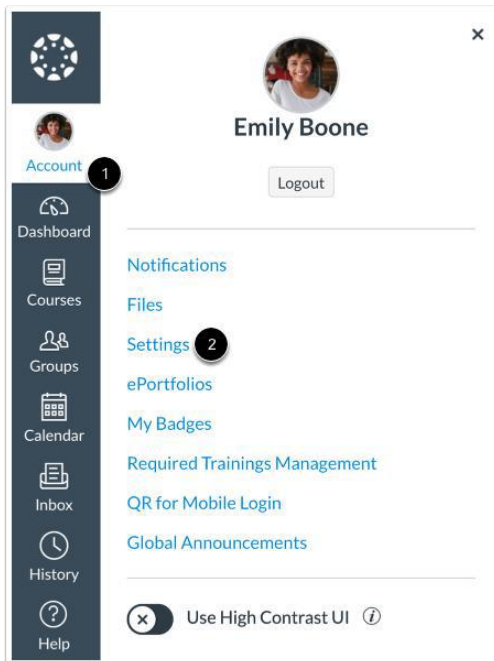 Account 1
Dashboard
Courses
Groups
Calendar
Inbox
History
Help
Emily Boone
Logout
Notifications
Files
Settings 2
ePortfolios
My Badges
Required Trainings Management
QR for Mobile Login
Global Announcements
Use High Contrast UI